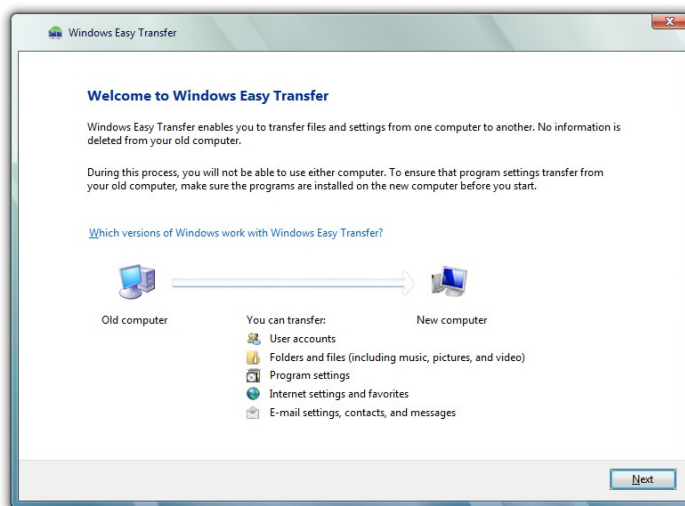 Windows Easy Transfer
Welcome to Windows Easy Transfer
Windows Easy Transfer enables you to transfer files and settings from one computer to another. No information is
deleted from your old computer.
During this process, you will not be able to use either computer. To ensure that program settings transfer from
your old computer, make sure the programs are installed on the new computer before you start.
Which versions of Windows work with Windows Easy Transfer?
Old computer
You can transfer:
New computer
User accounts
Folders and files (including music, pictures, and video)
Program settings
Internet settings and favorites
E-mail settings, contacts, and messages
Next